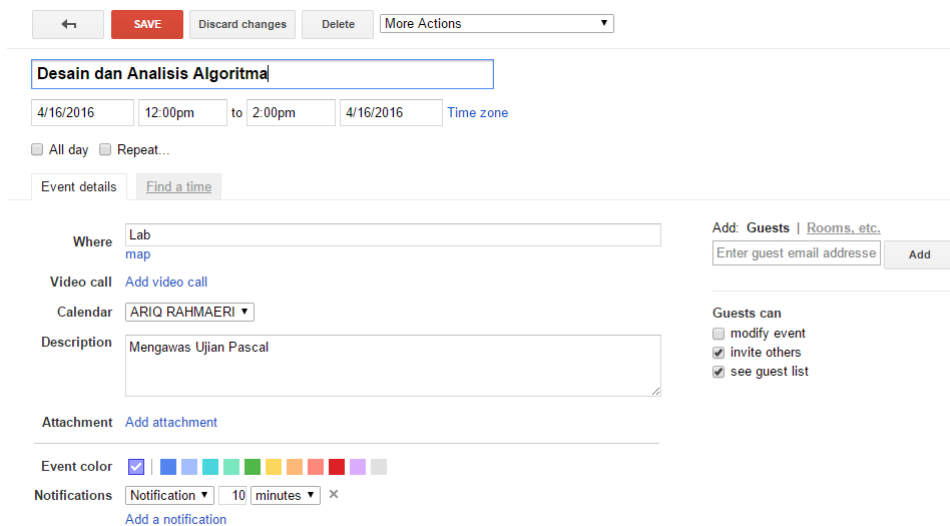 SAVE Discard changes Delete More Actions
Desain dan Analisis Algoritma
4/16/2016 12:00pm to 2:00pm 4/16/2016 Time zone
All day Repeat...
Event details Find a time
Where Lab
map
Video call Add video call
Calendar ARIQ RAHMAERI
Description Mengawas Ujian Pascal
Attachment Add attachment
Event color
Notifications Notification 10 minutes ×
Add a notification
Add: Guests | Rooms, etc.
Enter guest email addresse Add
Guests can
modify event
invite others
see guest list